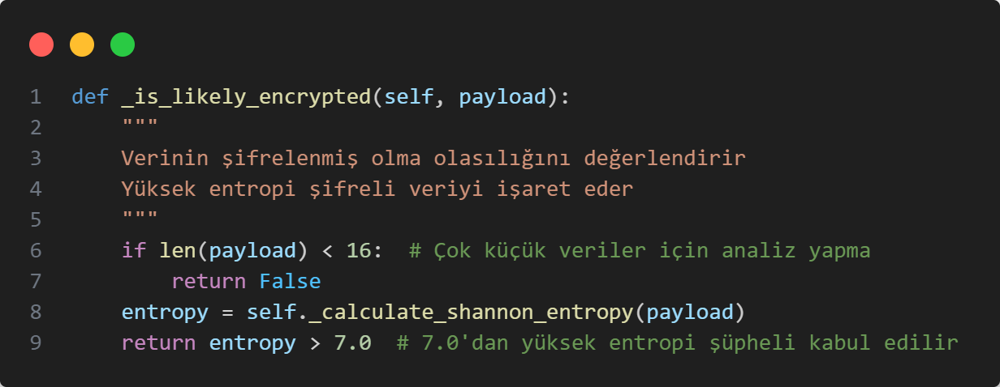 1 def _is_likely_encrypted(self, payload):
2     """
3     Verinin şifrelenmiş olma olasılığını değerlendirir
4     Yüksek entropi şifreli veriyi işaret eder
5     """
6     if len(payload) < 16:  # Çok küçük veriler için analiz yapma
7         return False
8     entropy = self._calculate_shannon_entropy(payload)
9     return entropy > 7.0  # 7.0'dan yüksek entropi şüpheli kabul edilir